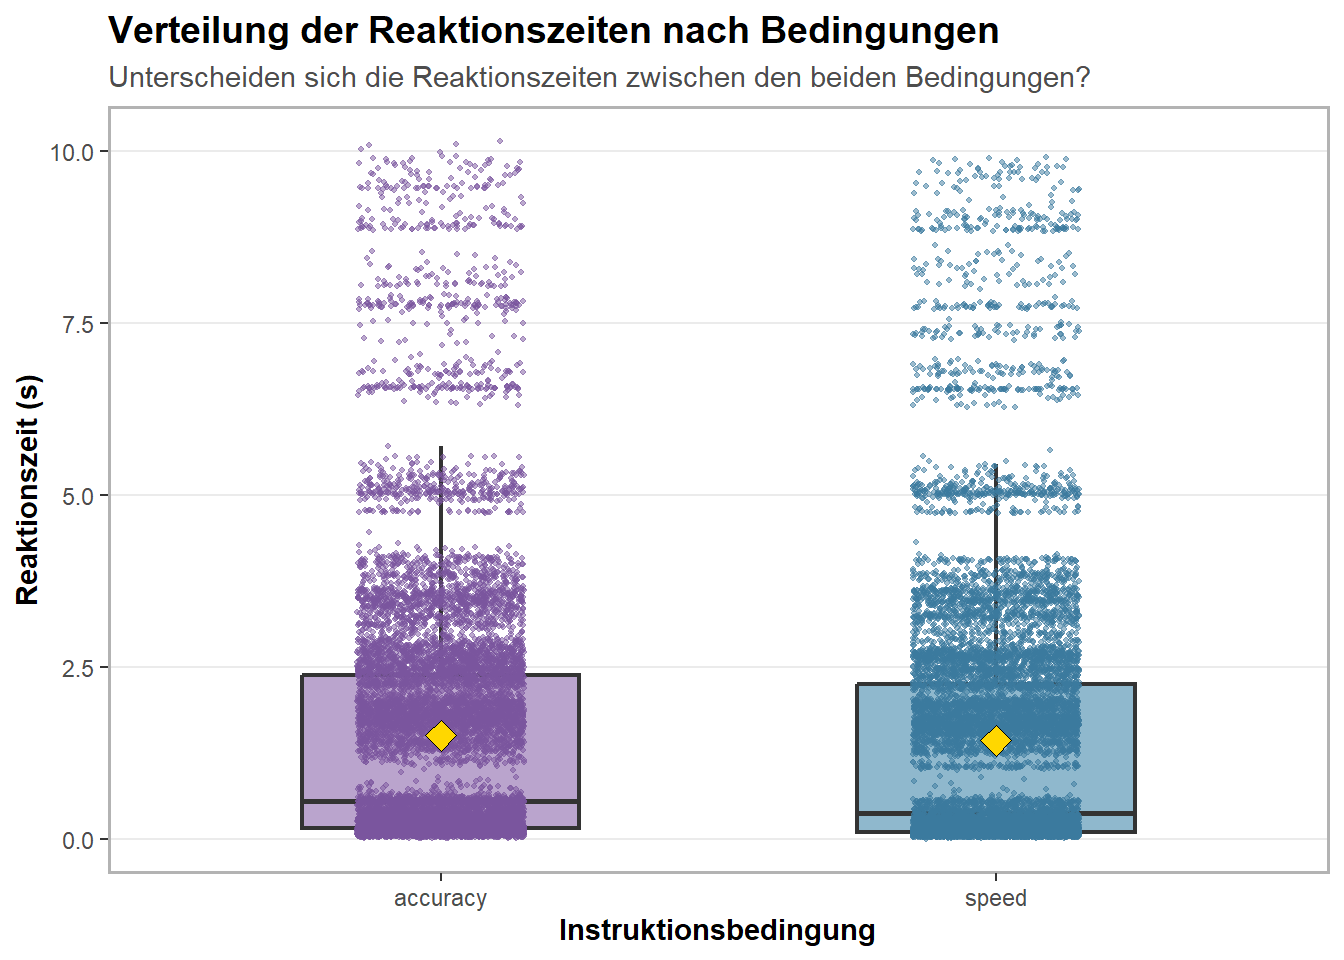 Verteilung der Reaktionszeiten nach Bedingungen
Unterscheiden sich die Reaktionszeiten zwischen den beiden Bedingungen?
Reaktionszeit (s)
10.0
7.5
5.0
2.5
0.0
accuracy speed
Instruktionsbedingung